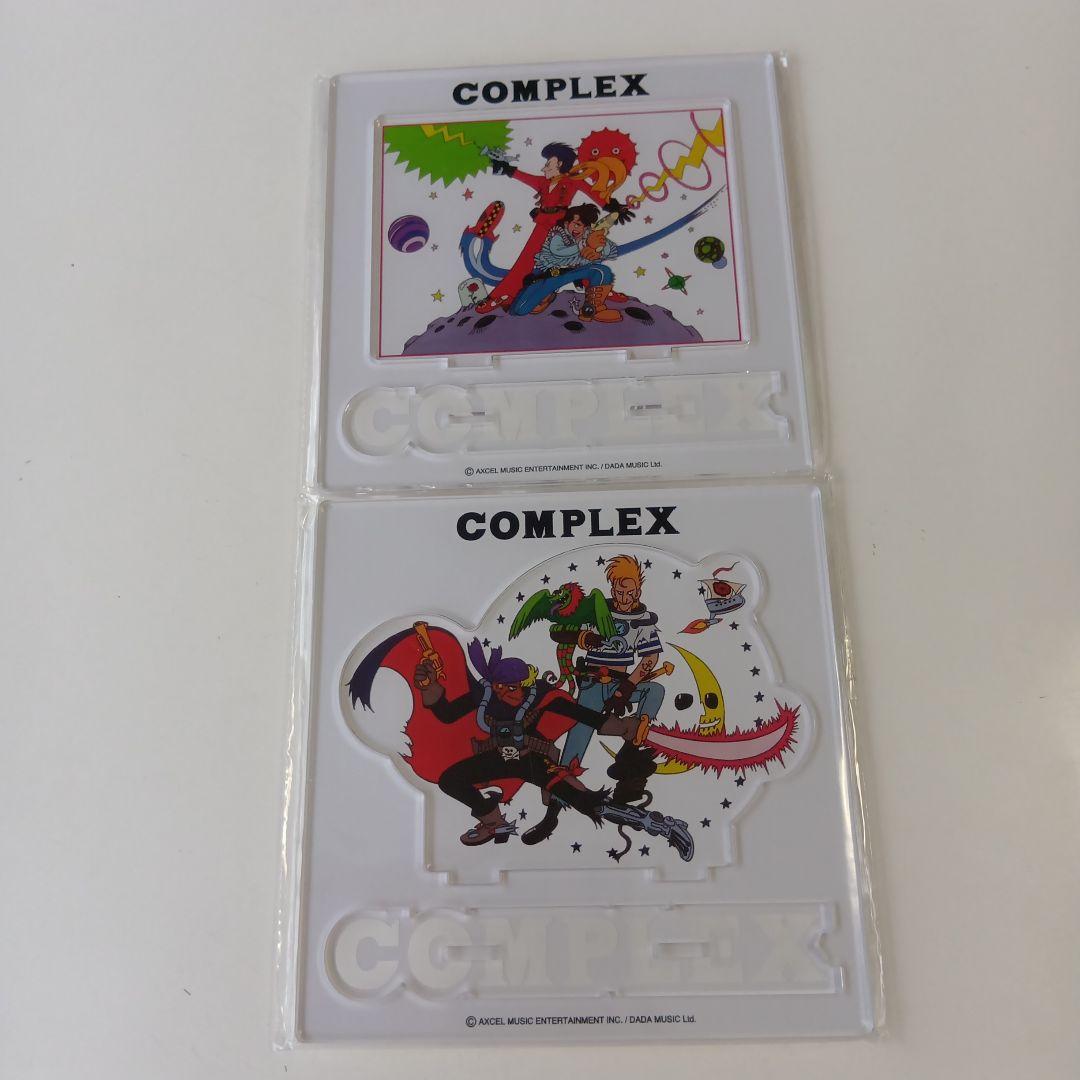 COMPLEX
COMPLEX
© AXCEL MUSIC ENTERTAINMENT INC. / DADA MUSIC Ltd.
COMPLEX
COMPLEX
© AXCEL MUSIC ENTERTAINMENT INC. / DADA MUSIC Ltd.